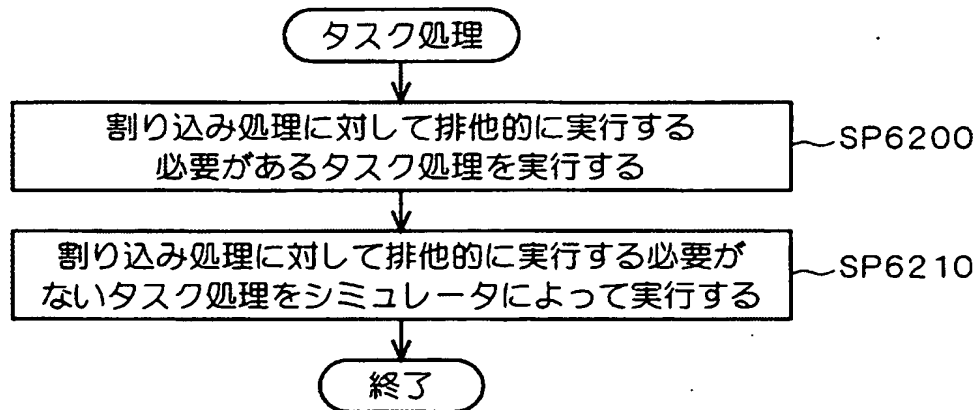 タスク処理
割り込み処理に対して排他的に実行する
必要があるタスク処理を実行する
SP6200
割り込み処理に対して排他的に実行する必要が
ないタスク処理をシミュレータによって実行する
SP6210
終了